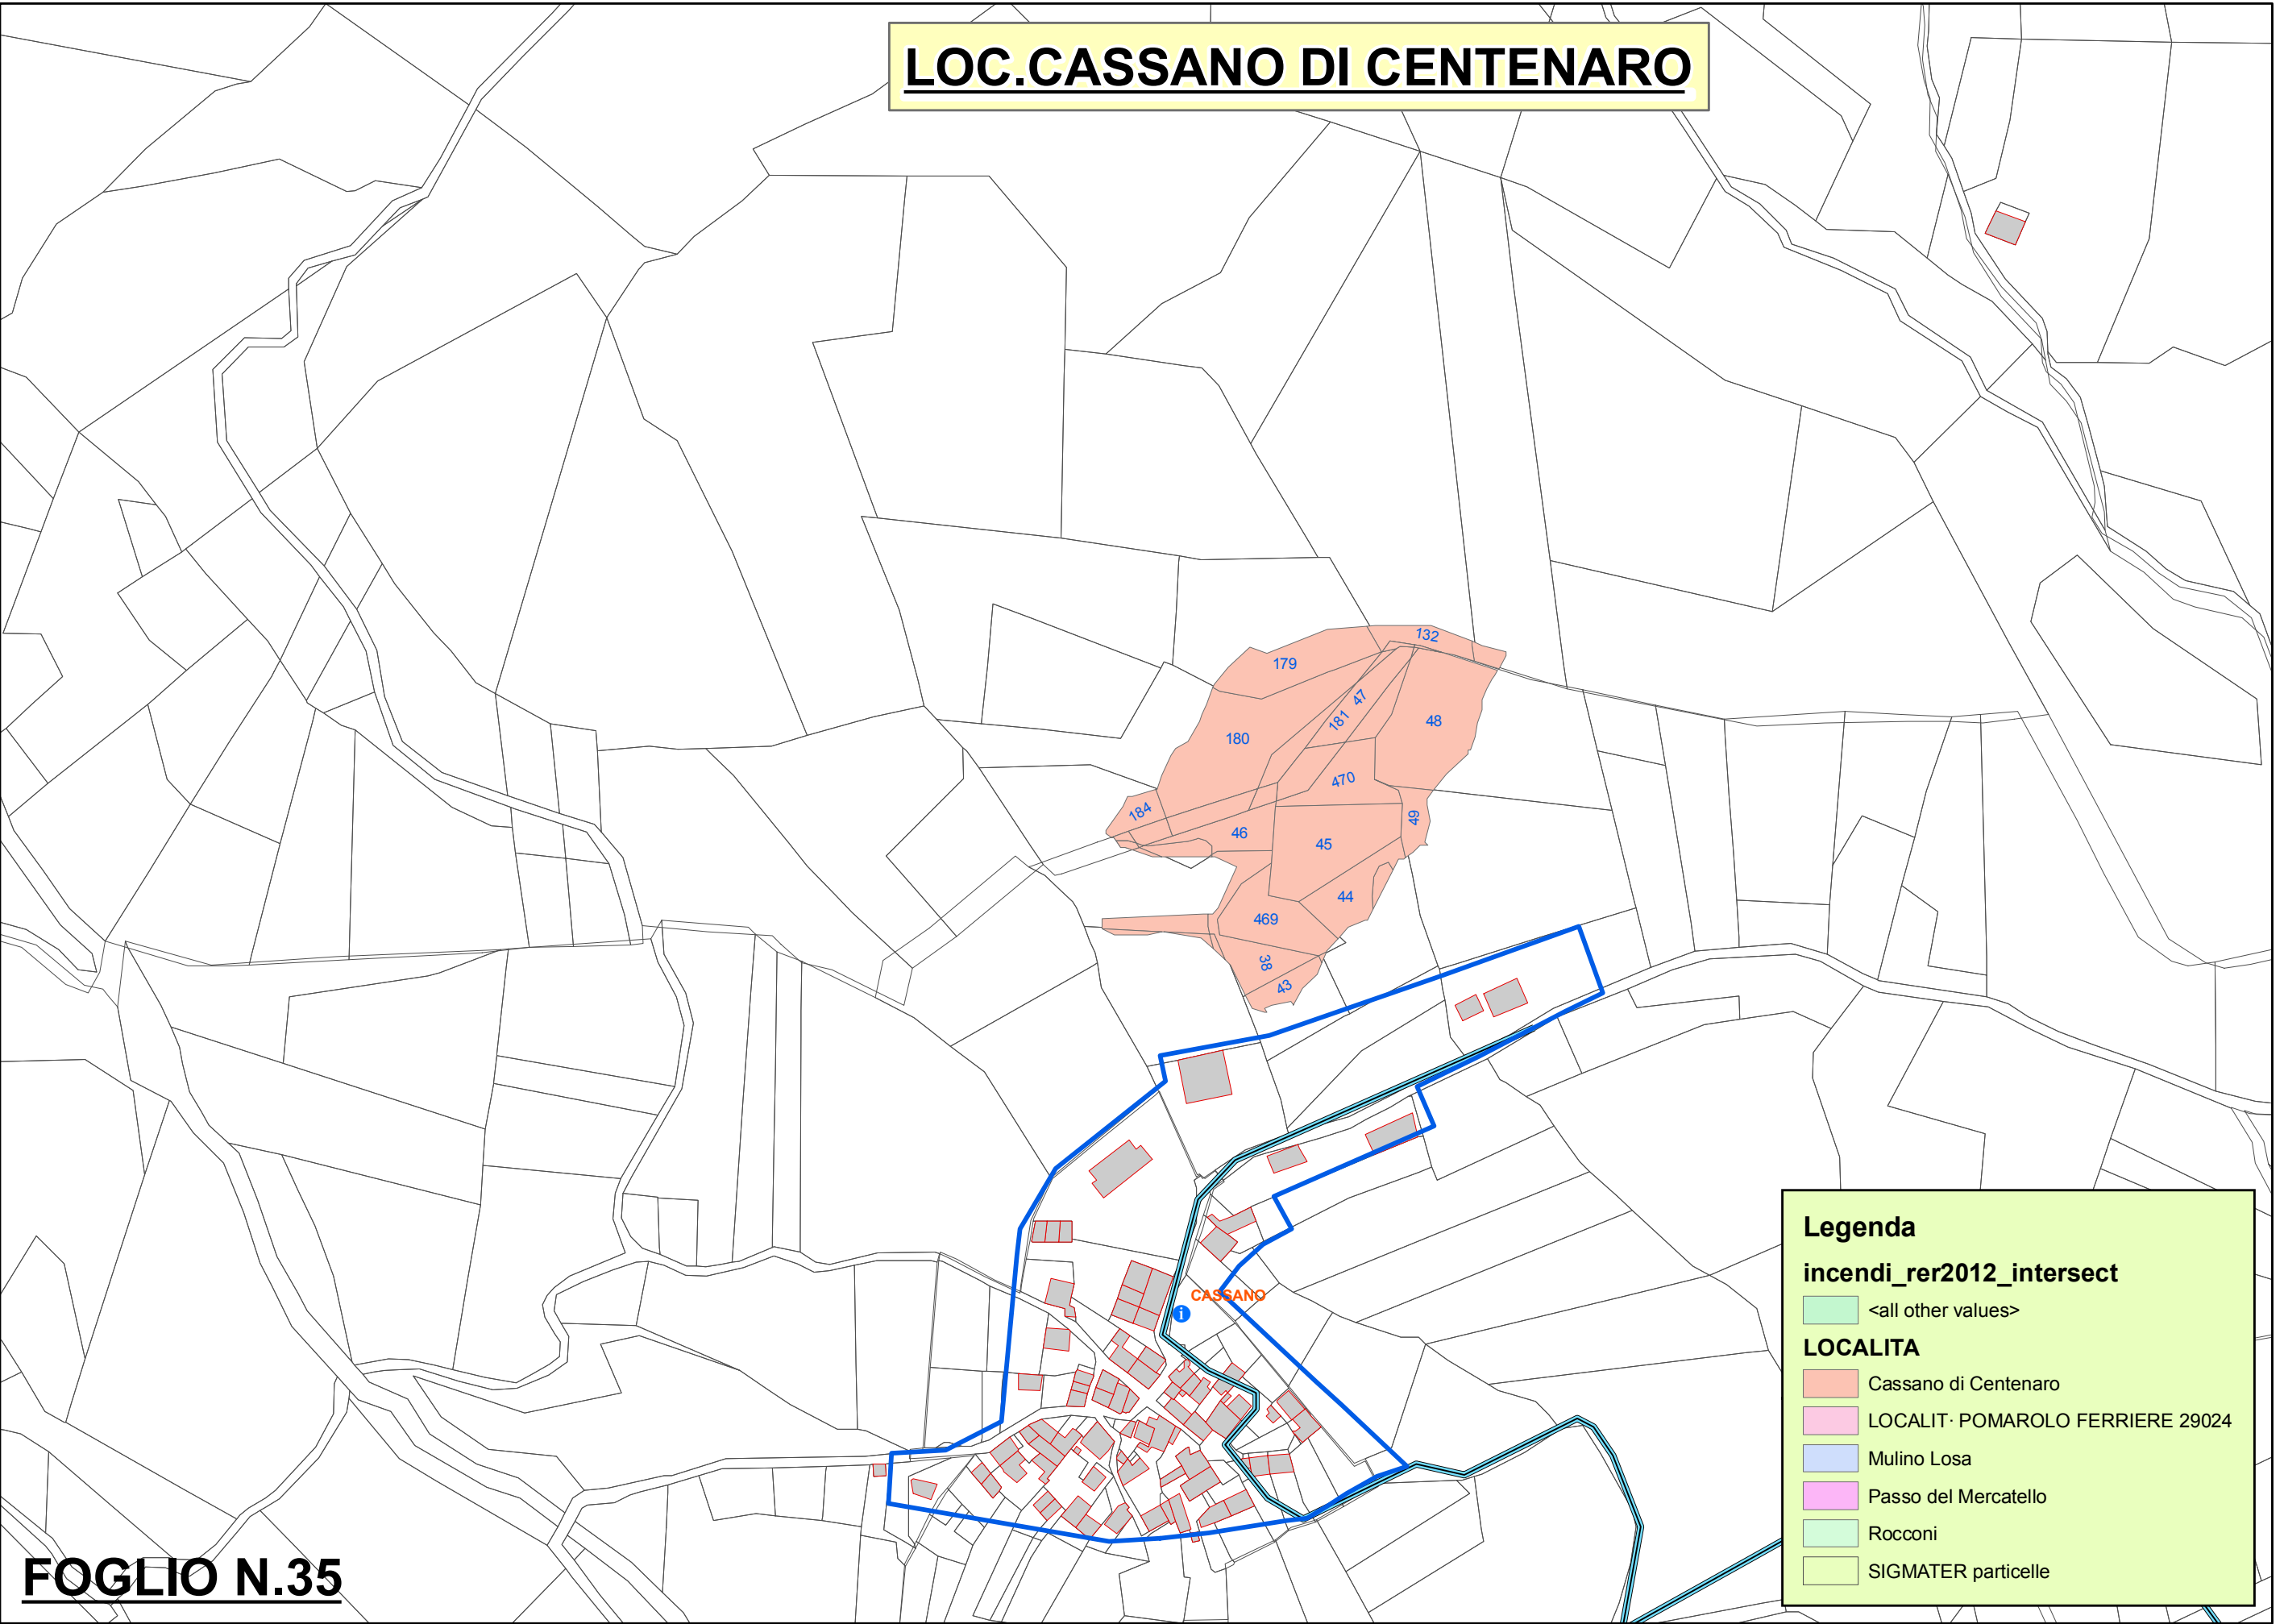 LOC.CASSANO DI CENTENARO
132
179
47
181
48
180
470
184
49
46
45
44
469
38
43
CASSANO
i
Legenda
incendi_rer2012_intersect
<all other values>
LOCALITA
Cassano di Centenaro
LOCALIT· POMAROLO FERRIERE 29024
Mulino Losa
Passo del Mercatello
Rocconi
SIGMATER particelle
FOGLIO N.35